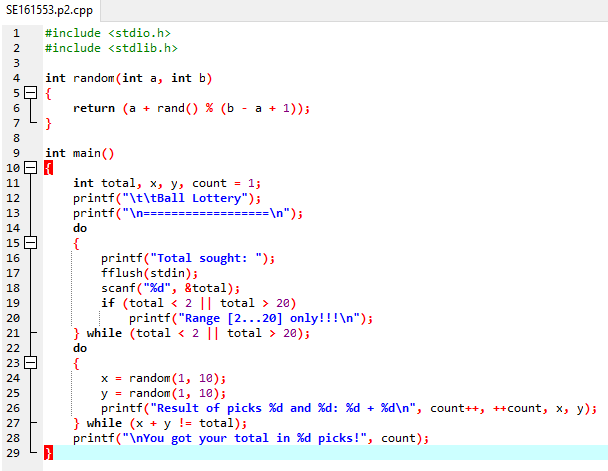 SE161553.p2.cpp
1 #include <stdio.h>
2 #include <stdlib.h>
3
4 int random(int a, int b)
5 {
6     return (a + rand() % (b - a + 1));
7 }
8
9 int main()
10 {
11     int total, x, y, count = 1;
12     printf("\t\tBall Lottery");
13     printf("\n==================\n");
14     do
15     {
16         printf("Total sought: ");
17         fflush(stdin);
18         scanf("%d", &total);
19         if (total < 2 || total > 20)
20             printf("Range [2...20] only!!!\n");
21     } while (total < 2 || total > 20);
22     do
23     {
24         x = random(1, 10);
25         y = random(1, 10);
26         printf("Result of picks %d and %d: %d + %d\n", count++, ++count, x, y);
27     } while (x + y != total);
28     printf("\nYou got your total in %d picks!", count);
29 }